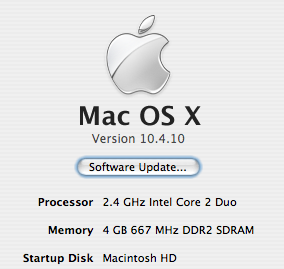 Mac OS X
Version 10.4.10
Software Update...
Processor 2.4 GHz Intel Core 2 Duo
Memory 4 GB 667 MHz DDR2 SDRAM
Startup Disk Macintosh HD